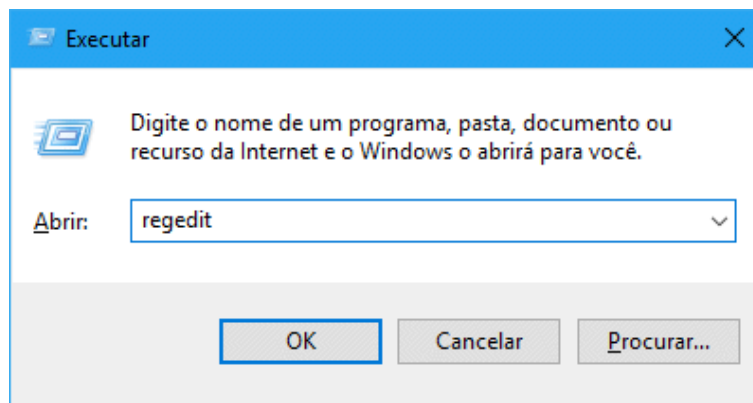 Executar
Digite o nome de um programa, pasta, documento ou
recurso da Internet e o Windows o abrirá para você.
Abrir:
regedit
OK
Cancelar
Procurar...